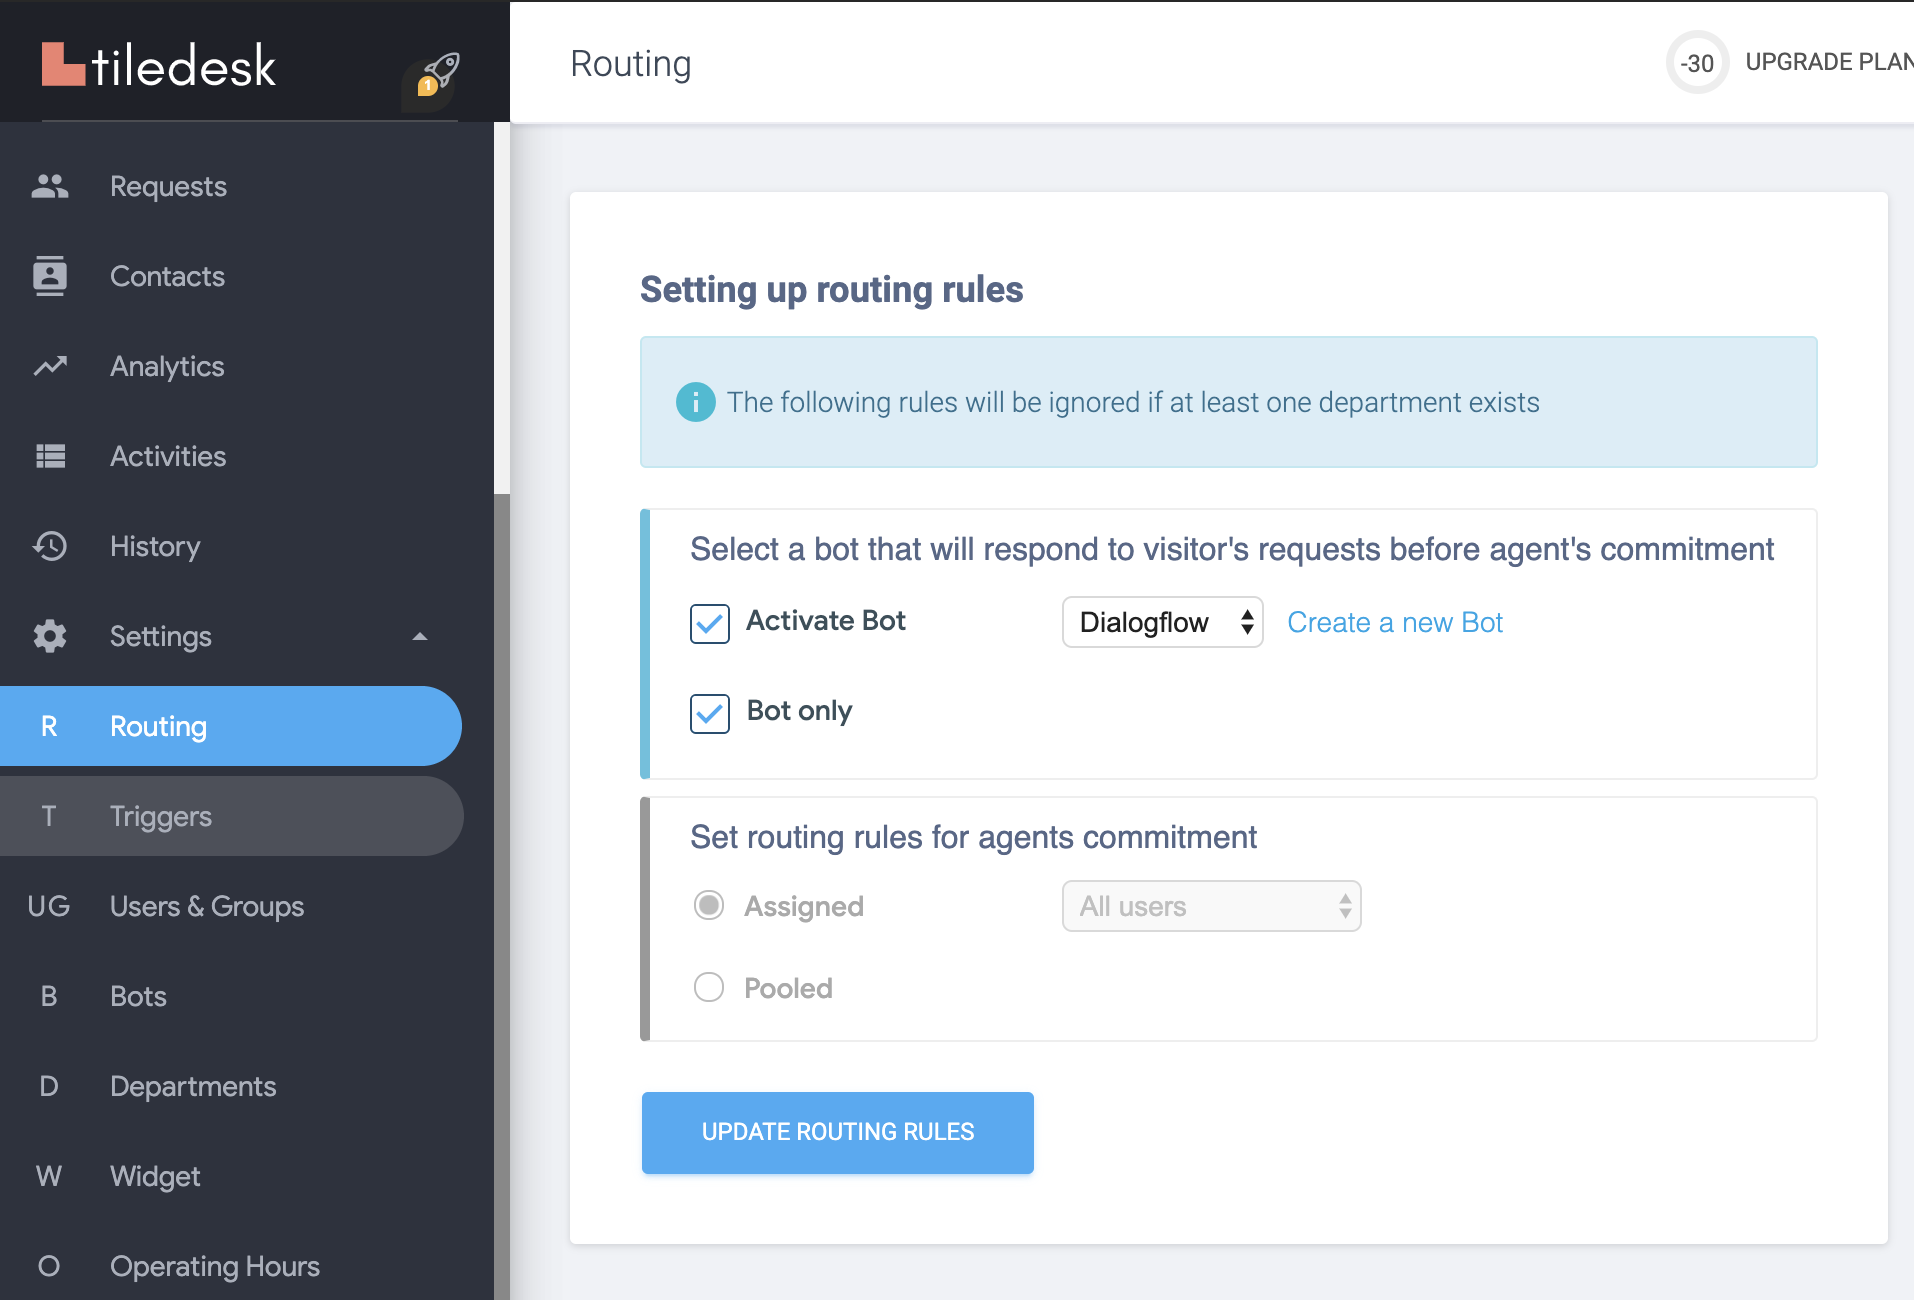 tiledesk
1
Requests
Contacts
Analytics
Activities
History
Settings
R Routing
T Triggers
UG Users & Groups
B Bots
D Departments
W Widget
O Operating Hours
Routing
-30 UPGRADE PLAN
Setting up routing rules
i The following rules will be ignored if at least one department exists
Select a bot that will respond to visitor's requests before agent's commitment
Activate Bot Dialogflow Create a new Bot
Bot only
Set routing rules for agents commitment
Assigned All users
Pooled
UPDATE ROUTING RULES